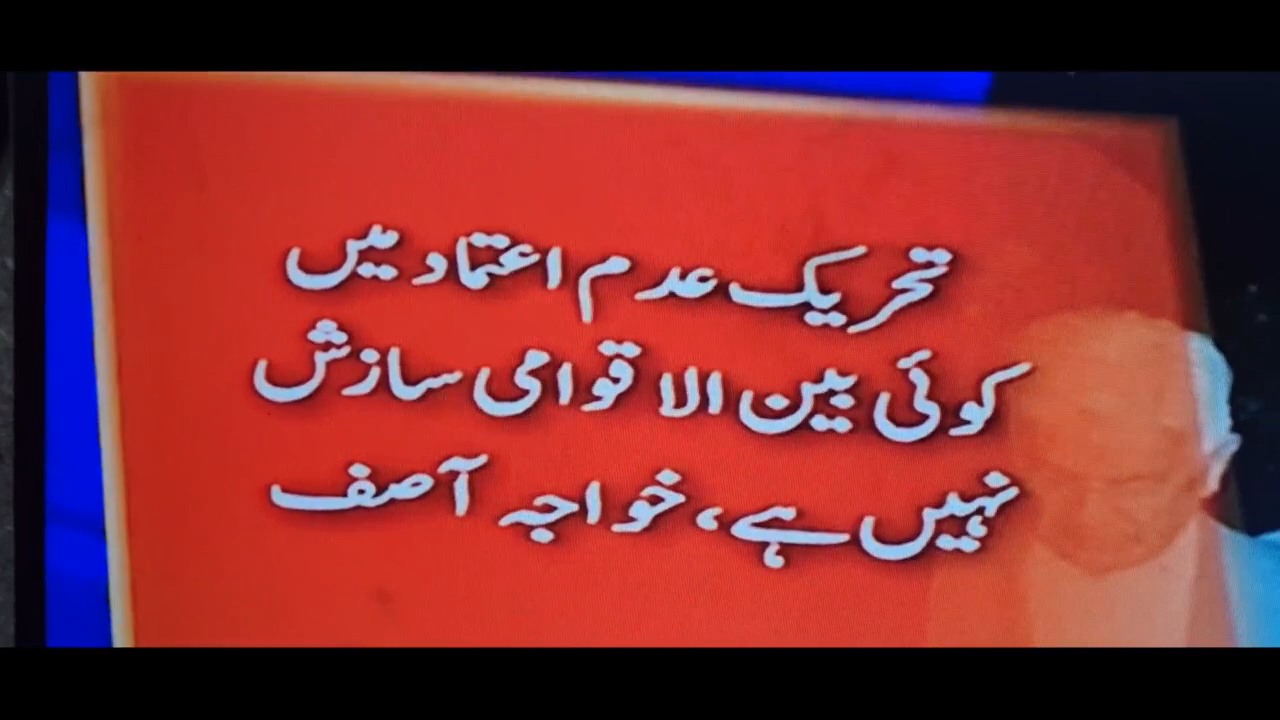 تحریک عدم اعتماد میں
کوئی بین الاقوامی سازش
نہیں ہے، خواجہ آصف